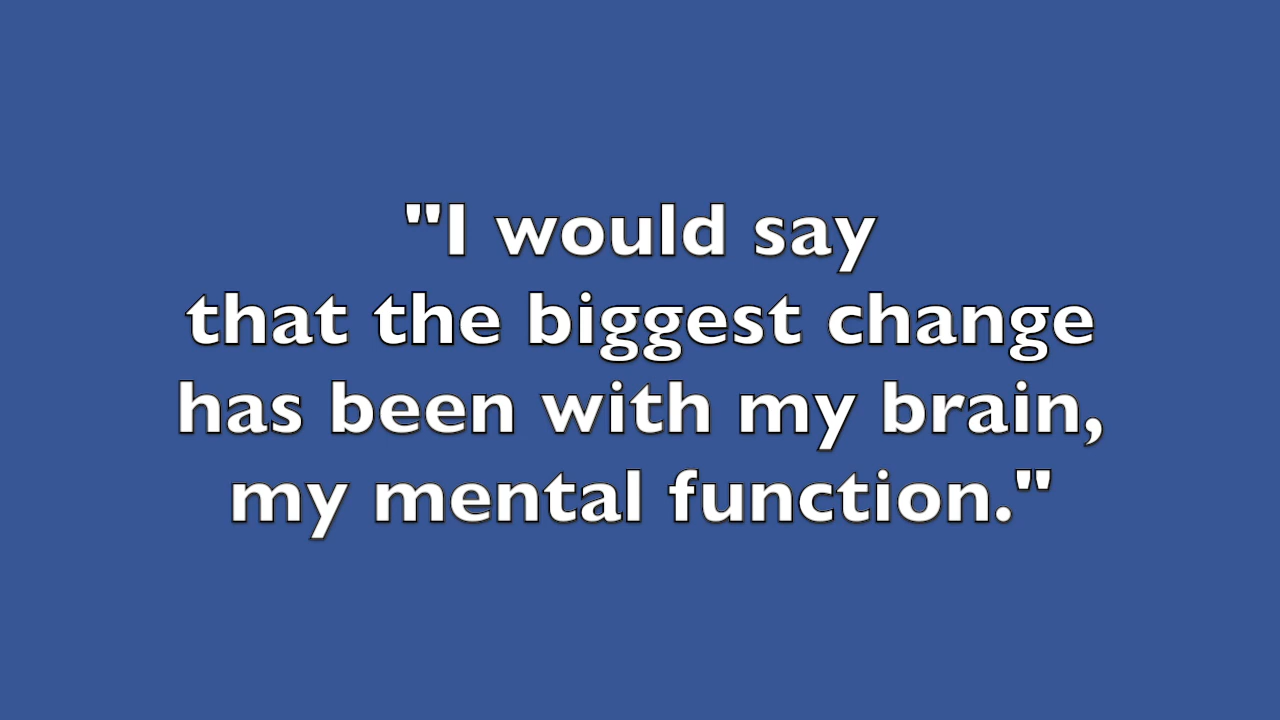 "I would say
that the biggest change
has been with my brain,
my mental function."